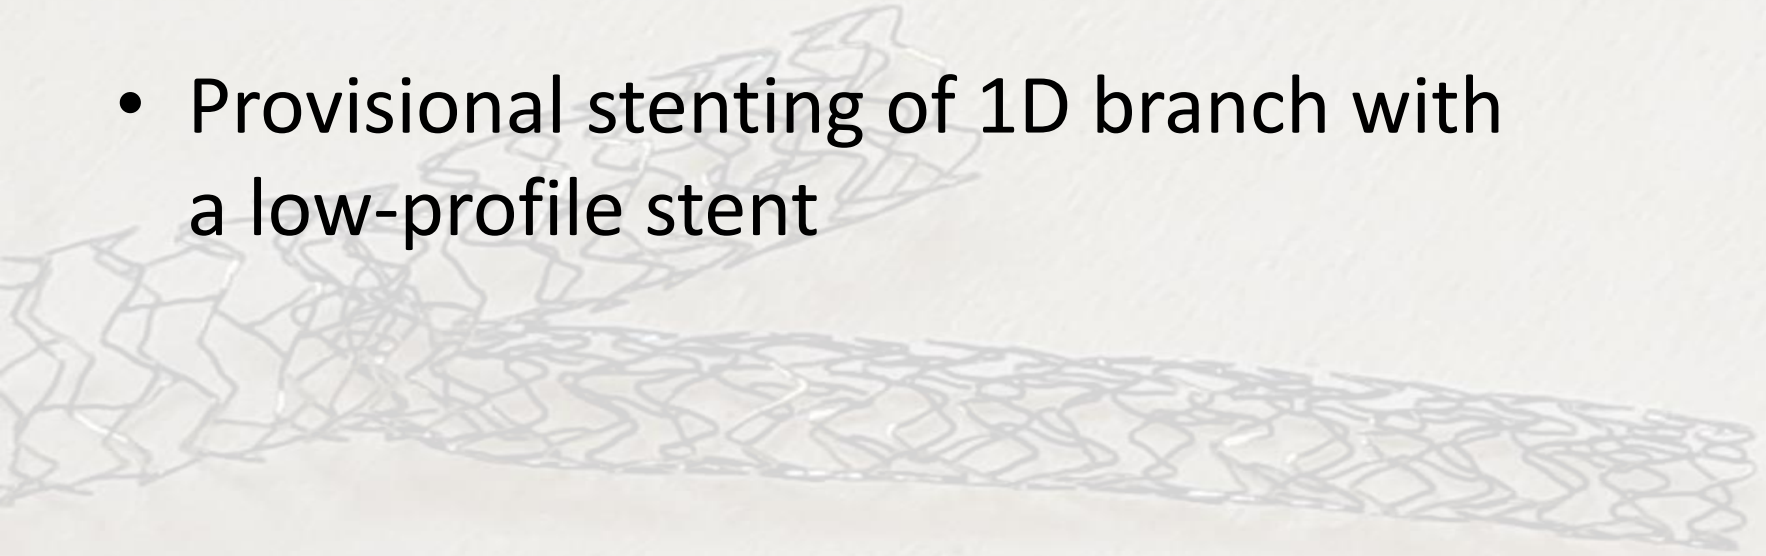 • Provisional stenting of 1D branch with
a low-profile stent